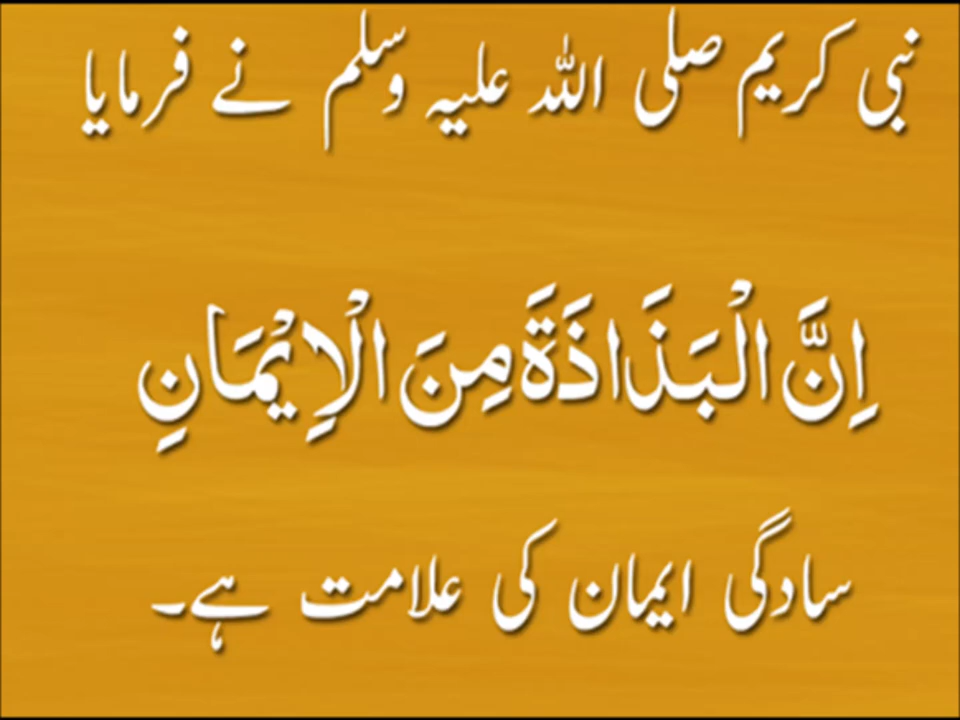 نبی کریم صلی اللہ علیہ وسلم نے فرمایا
اِنَّ الْبَذَاذَةَ مِنَ الْاِیْمَانِ
سادگی ایمان کی علامت ہے۔